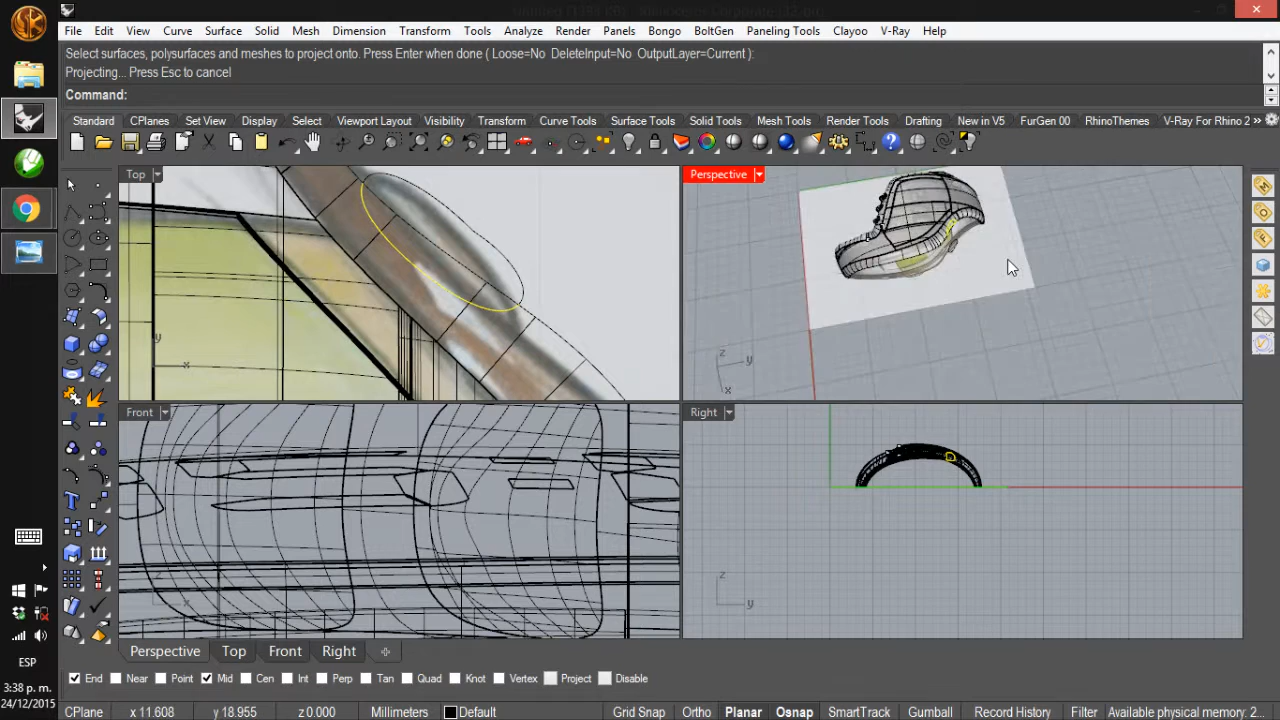 File Edit View Curve Surface Solid Mesh Dimension Transform Tools Analyze Render Panels Bongo BoltGen Paneling Tools Clayoo V-Ray Help
Select surfaces, polysurfaces and meshes to project onto. Press Enter when done ( Loose=No DeleteInput=No OutputLayer=Current ):
Projecting... Press Esc to cancel
Command:
Standard CPlanes Set View Display Select Viewport Layout Visibility Transform Curve Tools Surface Tools Solid Tools Mesh Tools Render Tools Drafting New in V5 FurGen 00 RhinoThemes V-Ray For Rhino 2 »
Top
Perspective
y
x
z
y
x
Front
Right
z
x
z
y
Perspective Top Front Right
End Near Point Mid Cen Int Perp Tan Quad Knot Vertex Project Disable
ESP
3:38 p. m.
24/12/2015
CPlane x 11.608 y 18.955 z 0.000 Millimeters Default Grid Snap Ortho Planar Osnap SmartTrack Gumball Record History Filter Available physical memory: 2...